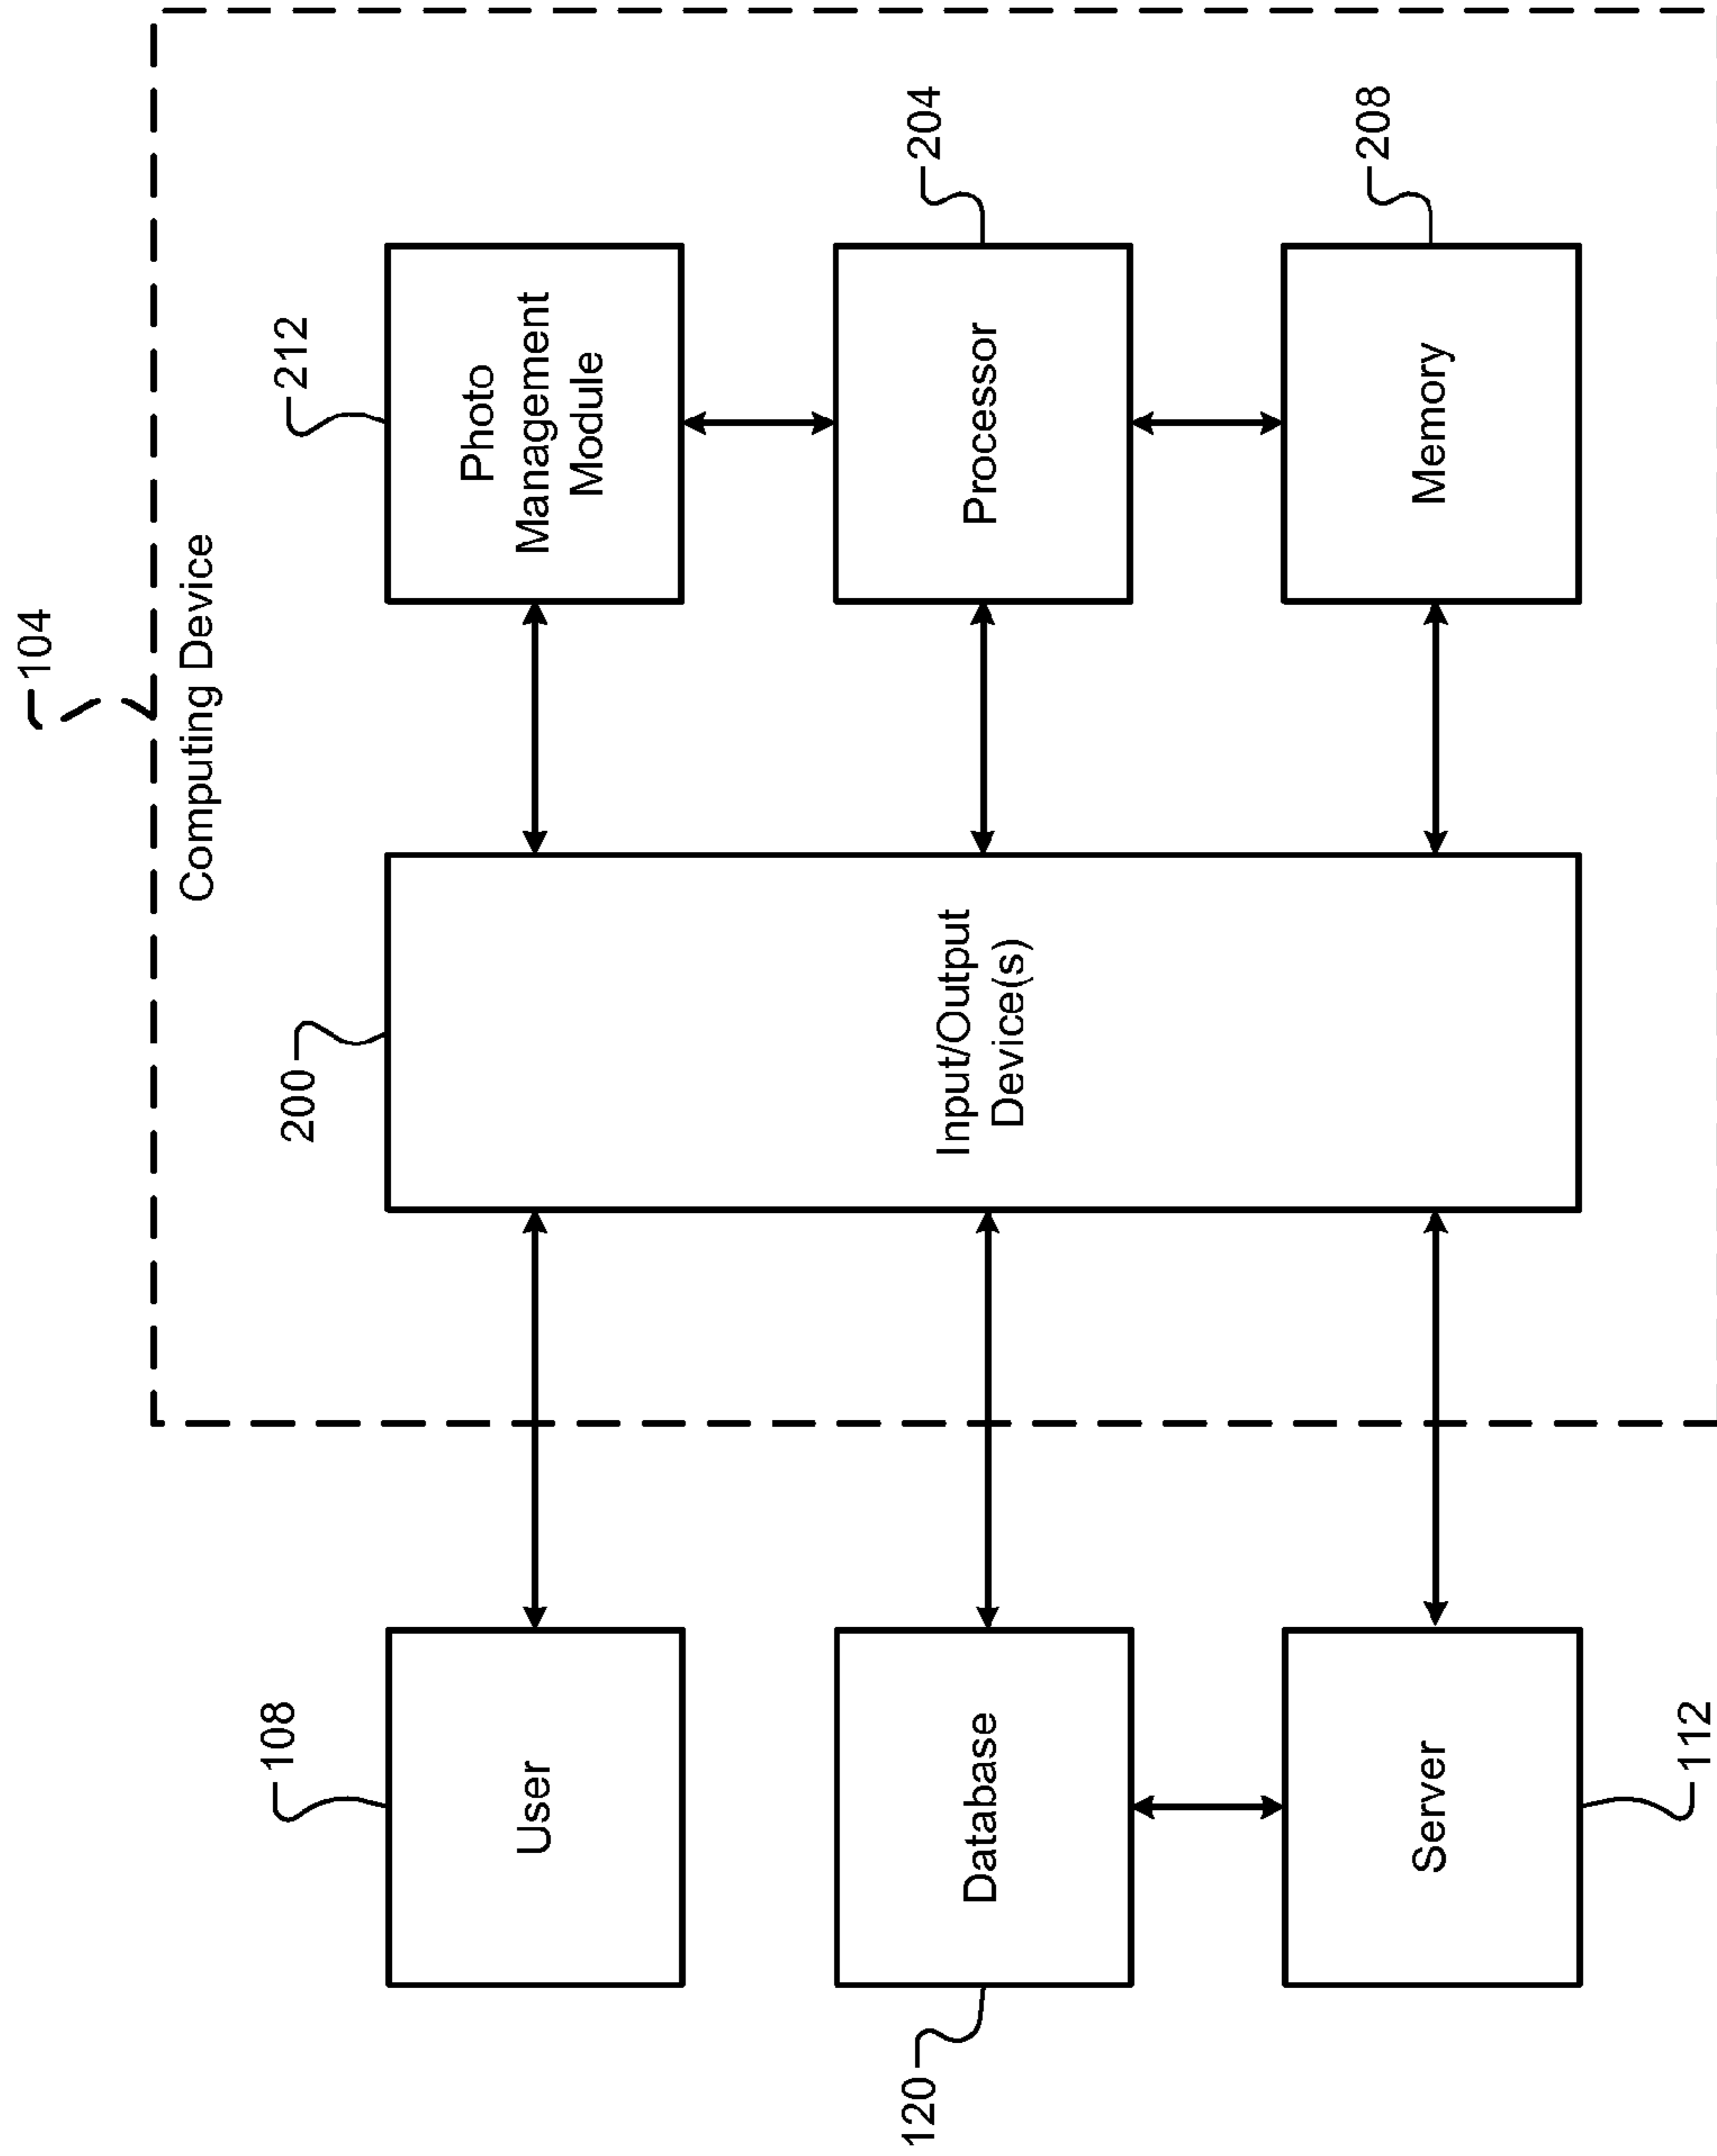 104
Computing Device
108
User
200
212
Photo
Management
Module
120
Database
Input/Output
Device(s)
Processor
204
Server
112
Memory
208